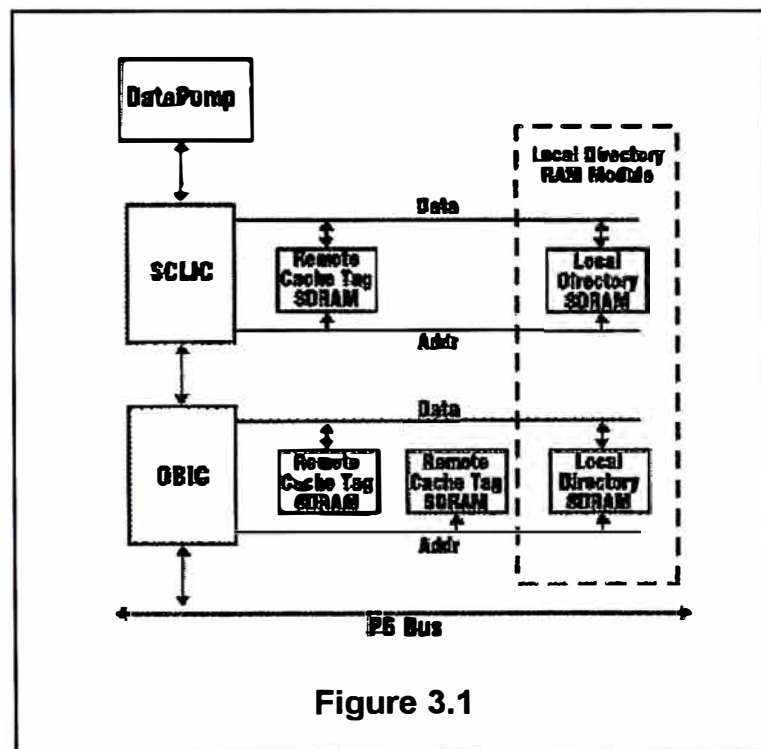 DataPump
Local Directory
RAM Module
Data
SCLIC
Remote
Cache Tag
SDRAM
Local
Directory
SDRAM
Addr
Data
OBIC
Remote
Cache Tag
SDRAM
Remote
Cache Tag
SDRAM
Local
Directory
SDRAM
Addr
P6 Bus
Figure 3.1